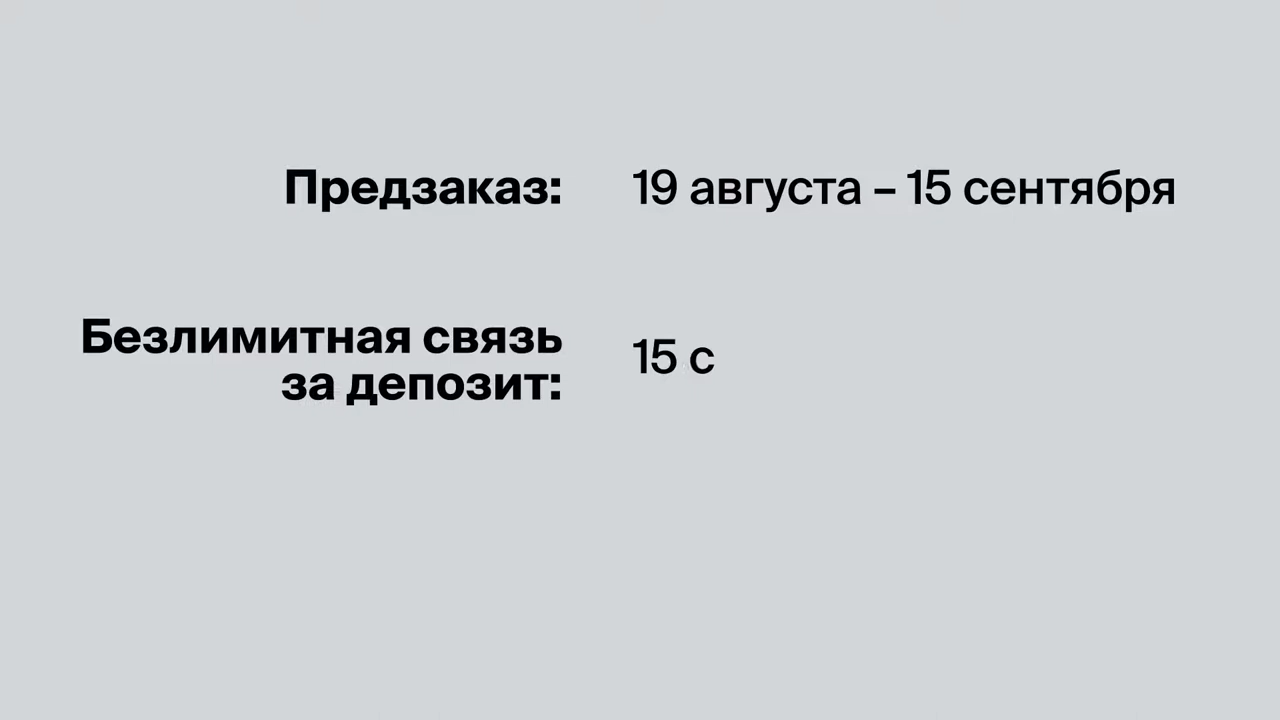 Предзаказ: 19 августа – 15 сентября
Безлимитная связь
за депозит:
15 с